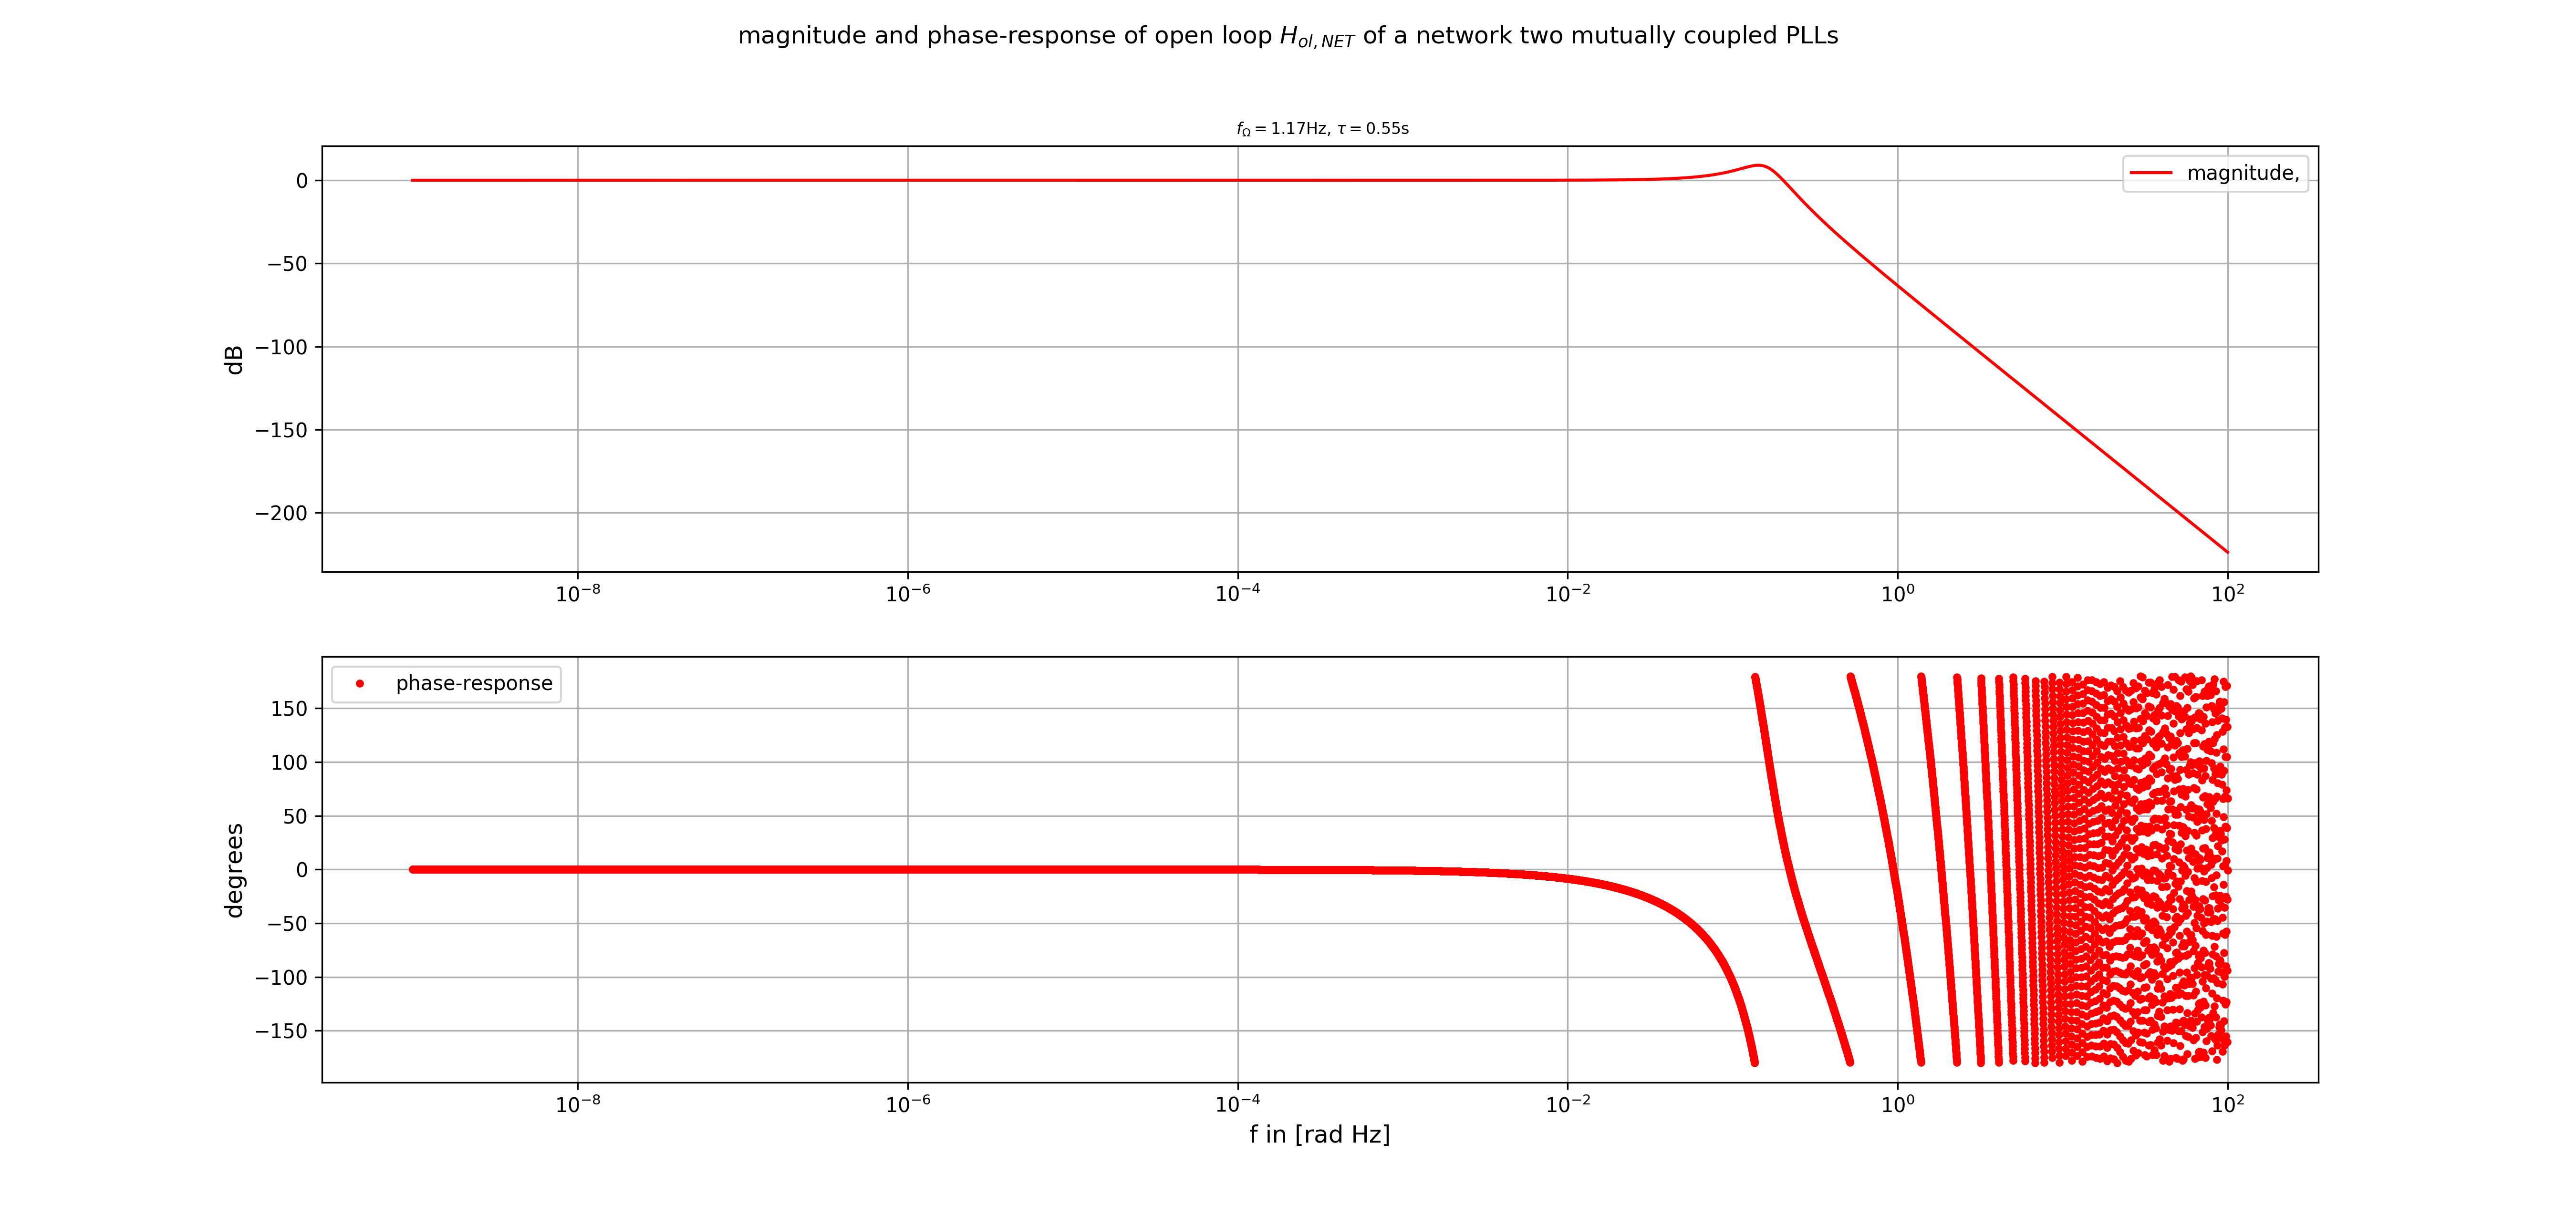 magnitude and phase-response of open loop H_{ol,NET} of a network two mutually coupled PLLs
f_Ω = 1.17Hz, τ = 0.55s
magnitude,
dB
0
−50
−100
−150
−200
10^{−8} 10^{−6} 10^{−4} 10^{−2} 10^{0} 10^{2}
phase-response
degrees
150
100
50
0
−50
−100
−150
10^{−8} 10^{−6} 10^{−4} 10^{−2} 10^{0} 10^{2}
f in [rad Hz]